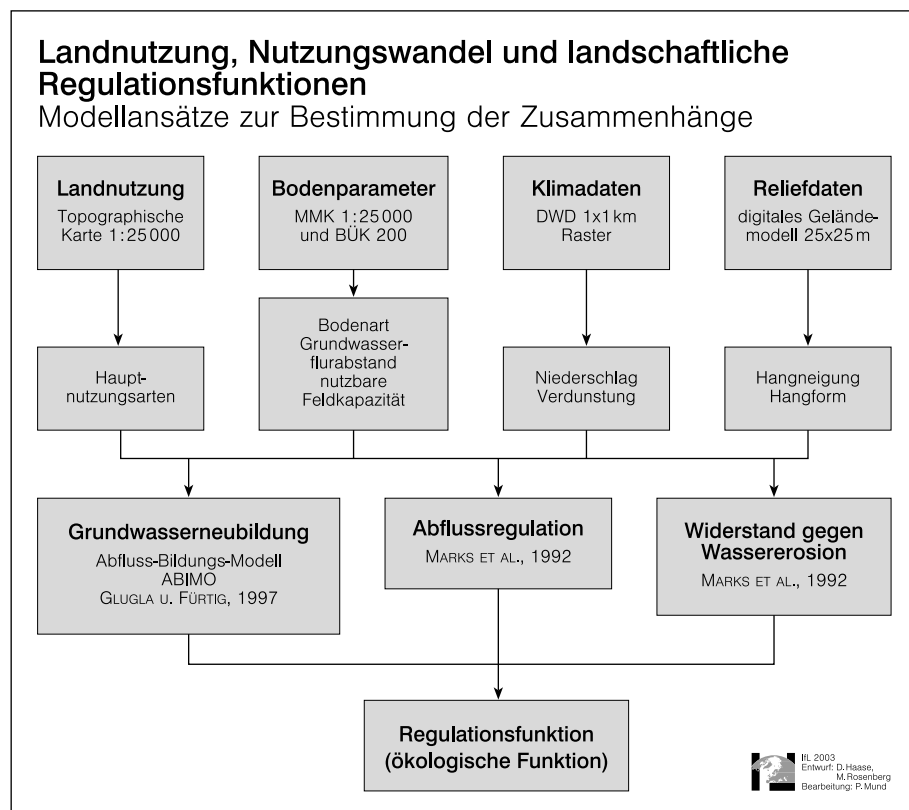 Landnutzung, Nutzungswandel und landschaftliche
Regulationsfunktionen
Modellansätze zur Bestimmung der Zusammenhänge
Landnutzung
Topographische
Karte 1:25000
Bodenparameter
MMK 1:25000
und BÜK 200
Klimadaten
DWD 1x1km
Raster
Reliefdaten
digitales Gelände-
modell 25x25m
Haupt-
nutzungsarten
Bodenart
Grundwasser-
flurabstand
nutzbare
Feldkapazität
Niederschlag
Verdunstung
Hangneigung
Hangform
Grundwasserneubildung
Abfluss-Bildungs-Modell
ABIMO
GLUGLA U. FÜRTIG, 1997
Abflussregulation
MARKS ET AL., 1992
Widerstand gegen
Wassererosion
MARKS ET AL., 1992
Regulationsfunktion
(ökologische Funktion)
IfL 2003
Entwurf: D.Haase,
M.Rosenberg
Bearbeitung: P.Mund